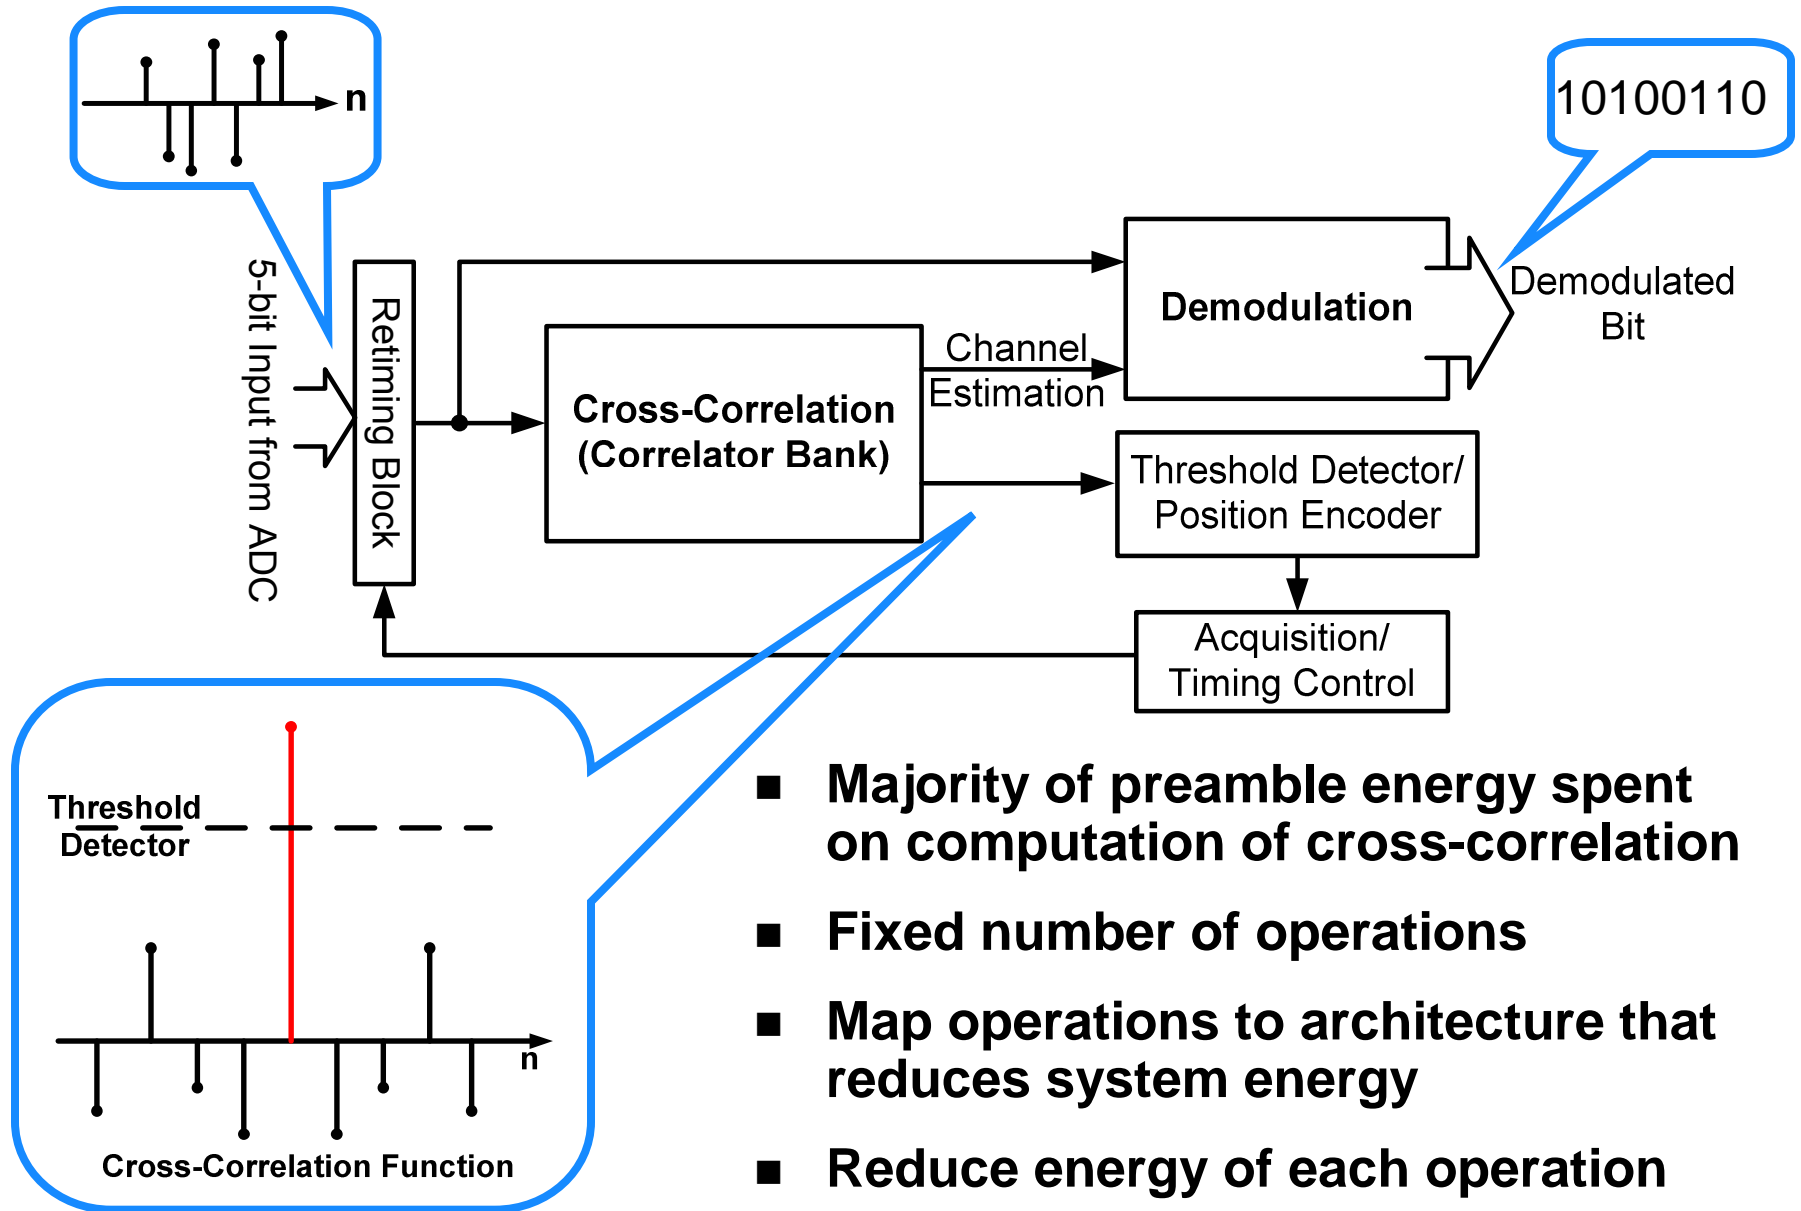 n
10100110
5-bit Input from ADC
Retiming Block
Cross-Correlation
(Correlator Bank)
Channel
Estimation
Demodulation
Demodulated
Bit
Threshold Detector/
Position Encoder
Acquisition/
Timing Control
Threshold
Detector
n
Cross-Correlation Function
■ Majority of preamble energy spent
on computation of cross-correlation
■ Fixed number of operations
■ Map operations to architecture that
reduces system energy
■ Reduce energy of each operation